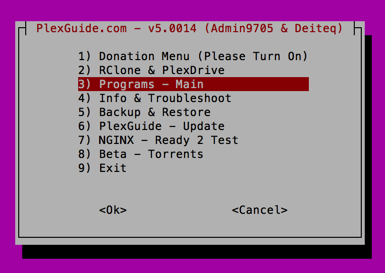 PlexGuide.com - v5.0014 (Admin9705 & Deiteq)
1) Donation Menu (Please Turn On)
2) RClone & PlexDrive
3) Programs - Main
4) Info & Troubleshoot
5) Backup & Restore
6) PlexGuide - Update
7) NGINX - Ready 2 Test
8) Beta - Torrents
9) Exit
<Ok> <Cancel>